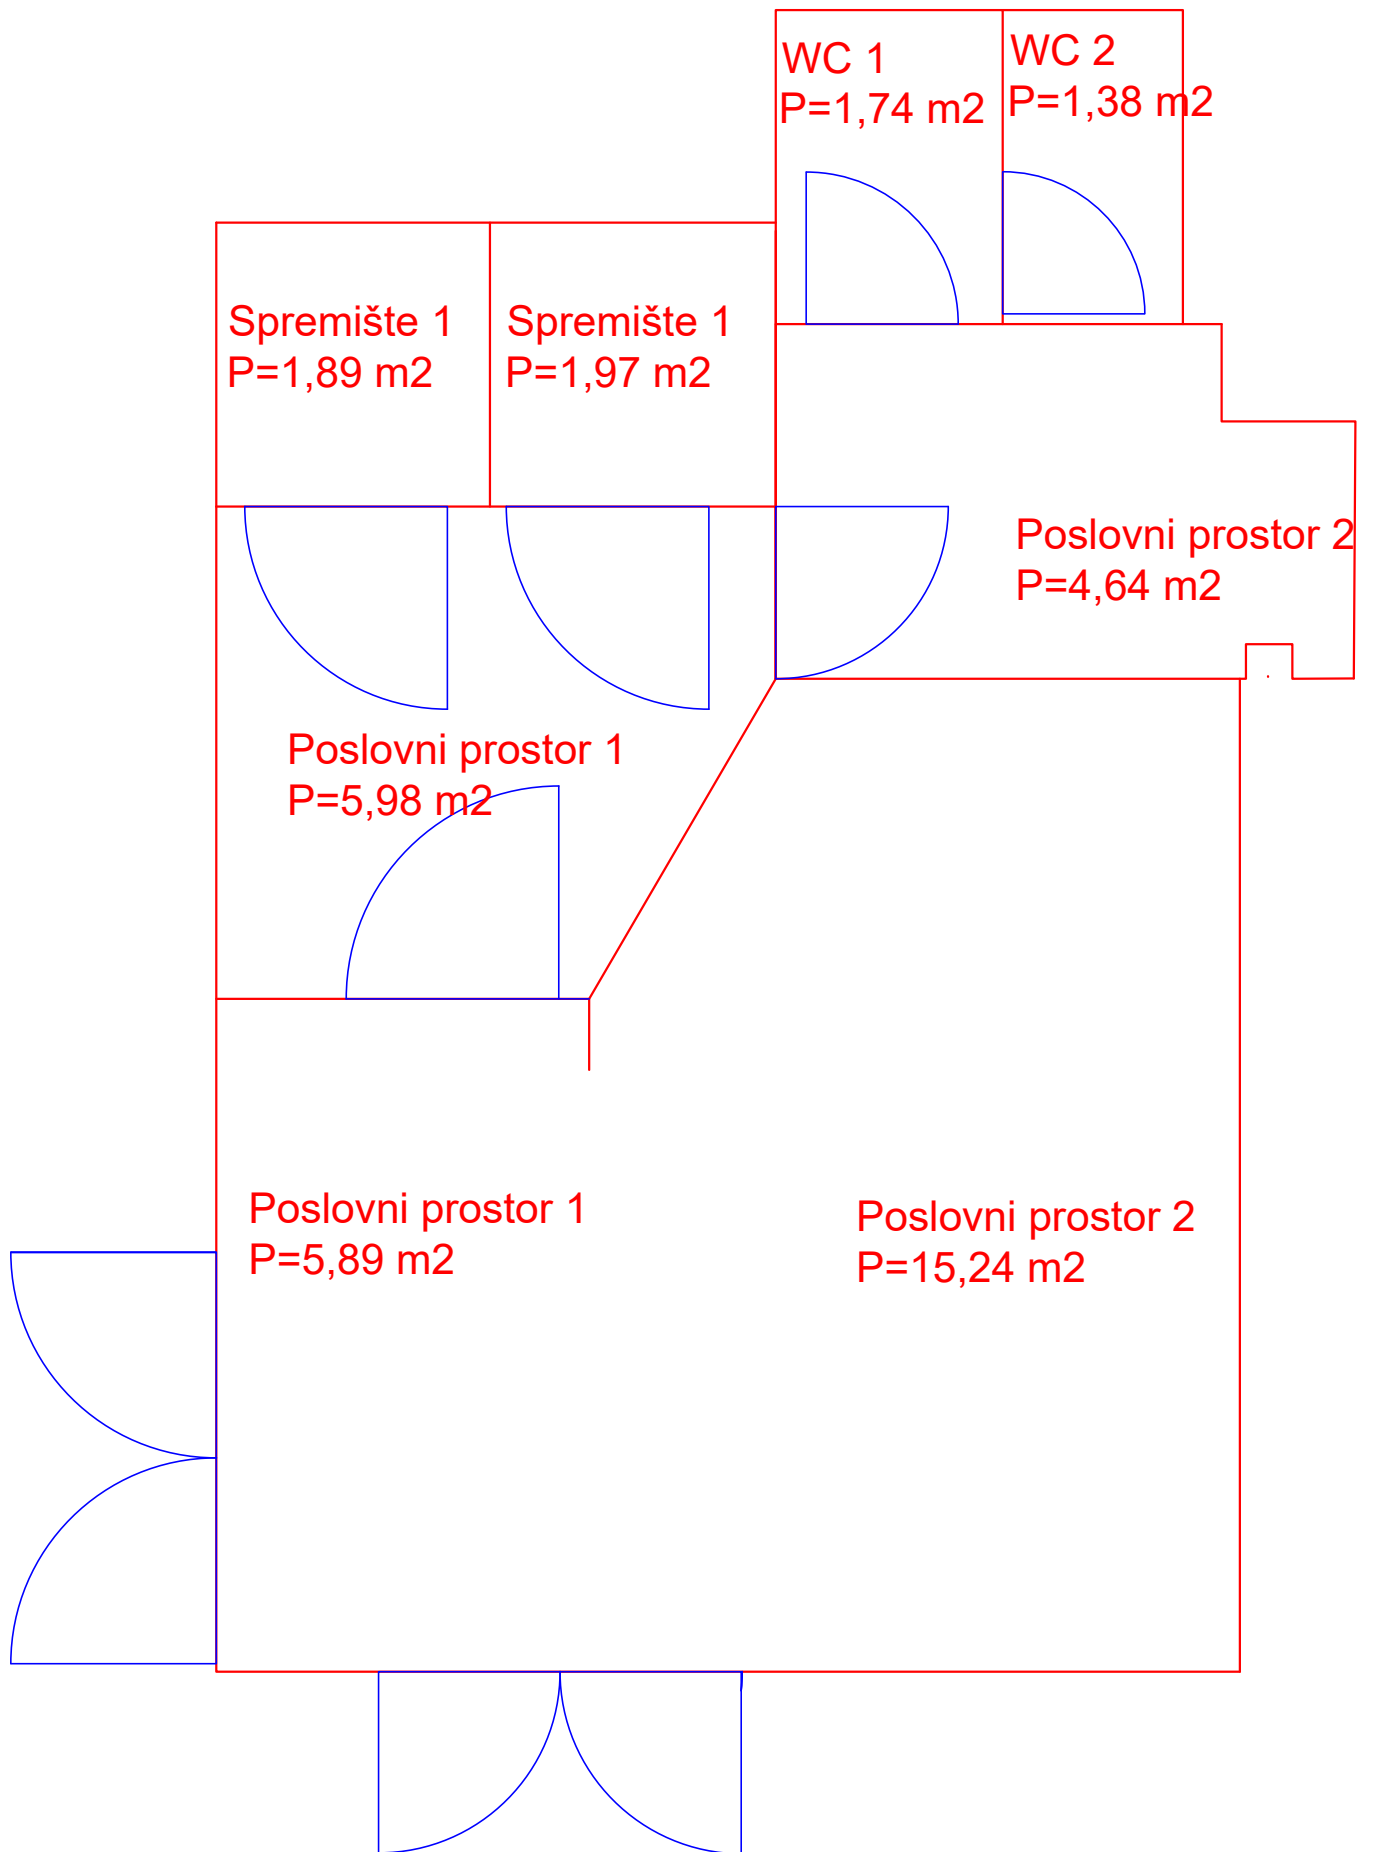 WC 1
P=1,74 m2
WC 2
P=1,38 m2
Spremište 1
P=1,89 m2
Spremište 1
P=1,97 m2
Poslovni prostor 2
P=4,64 m2
Poslovni prostor 1
P=5,98 m2
Poslovni prostor 1
P=5,89 m2
Poslovni prostor 2
P=15,24 m2